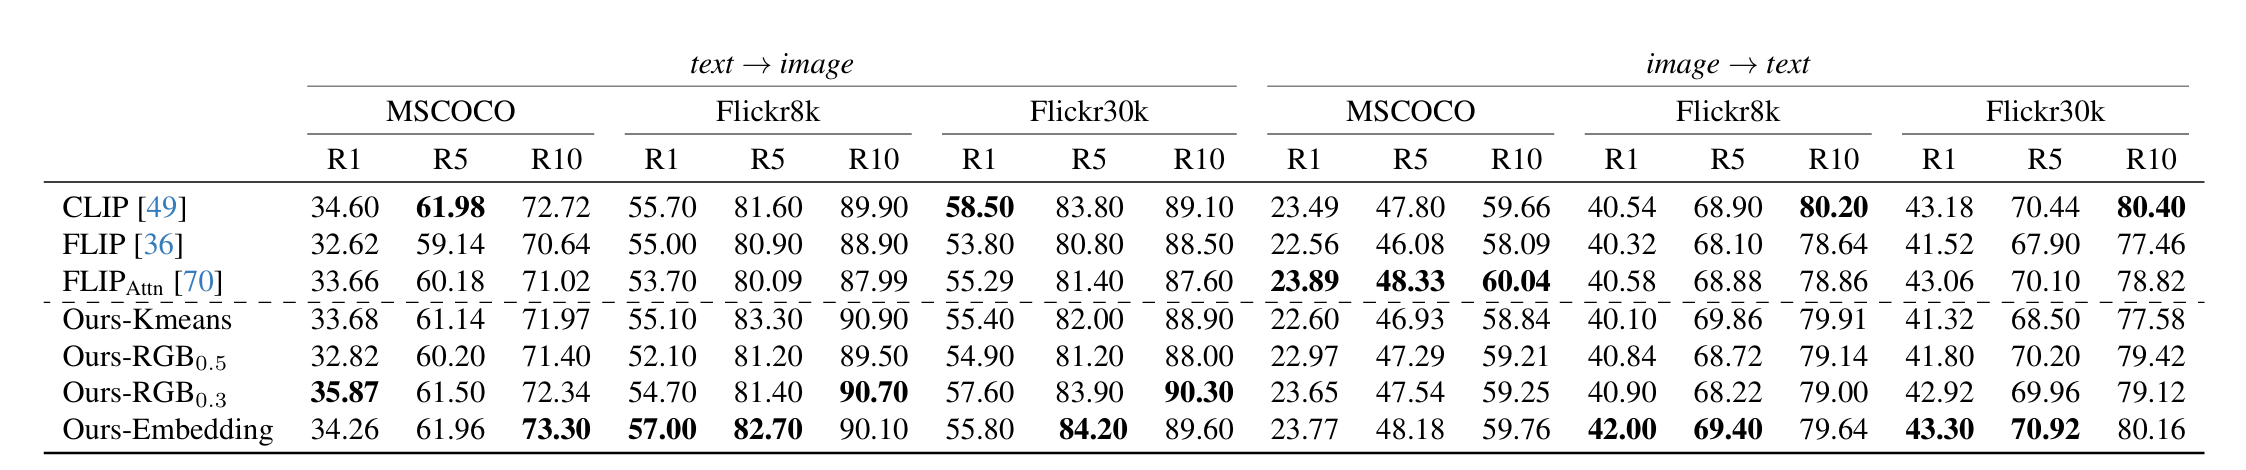 text → image image → text
MSCOCO Flickr8k Flickr30k MSCOCO Flickr8k Flickr30k
R1 R5 R10 R1 R5 R10 R1 R5 R10 R1 R5 R10 R1 R5 R10 R1 R5 R10
CLIP [49] 34.60 61.98 72.72 55.70 81.60 89.90 58.50 83.80 89.10 23.49 47.80 59.66 40.54 68.90 80.20 43.18 70.44 80.40
FLIP [36] 32.62 59.14 70.64 55.00 80.90 88.90 53.80 80.80 88.50 22.56 46.08 58.09 40.32 68.10 78.64 41.52 67.90 77.46
FLIPAttn [70] 33.66 60.18 71.02 53.70 80.09 87.99 55.29 81.40 87.60 23.89 48.33 60.04 40.58 68.88 78.86 43.06 70.10 78.82
Ours-Kmeans 33.68 61.14 71.97 55.10 83.30 90.90 55.40 82.00 88.90 22.60 46.93 58.84 40.10 69.86 79.91 41.32 68.50 77.58
Ours-RGB0.5 32.82 60.20 71.40 52.10 81.20 89.50 54.90 81.20 88.00 22.97 47.29 59.21 40.84 68.72 79.14 41.80 70.20 79.42
Ours-RGB0.3 35.87 61.50 72.34 54.70 81.40 90.70 57.60 83.90 90.30 23.65 47.54 59.25 40.90 68.22 79.00 42.92 69.96 79.12
Ours-Embedding 34.26 61.96 73.30 57.00 82.70 90.10 55.80 84.20 89.60 23.77 48.18 59.76 42.00 69.40 79.64 43.30 70.92 80.16